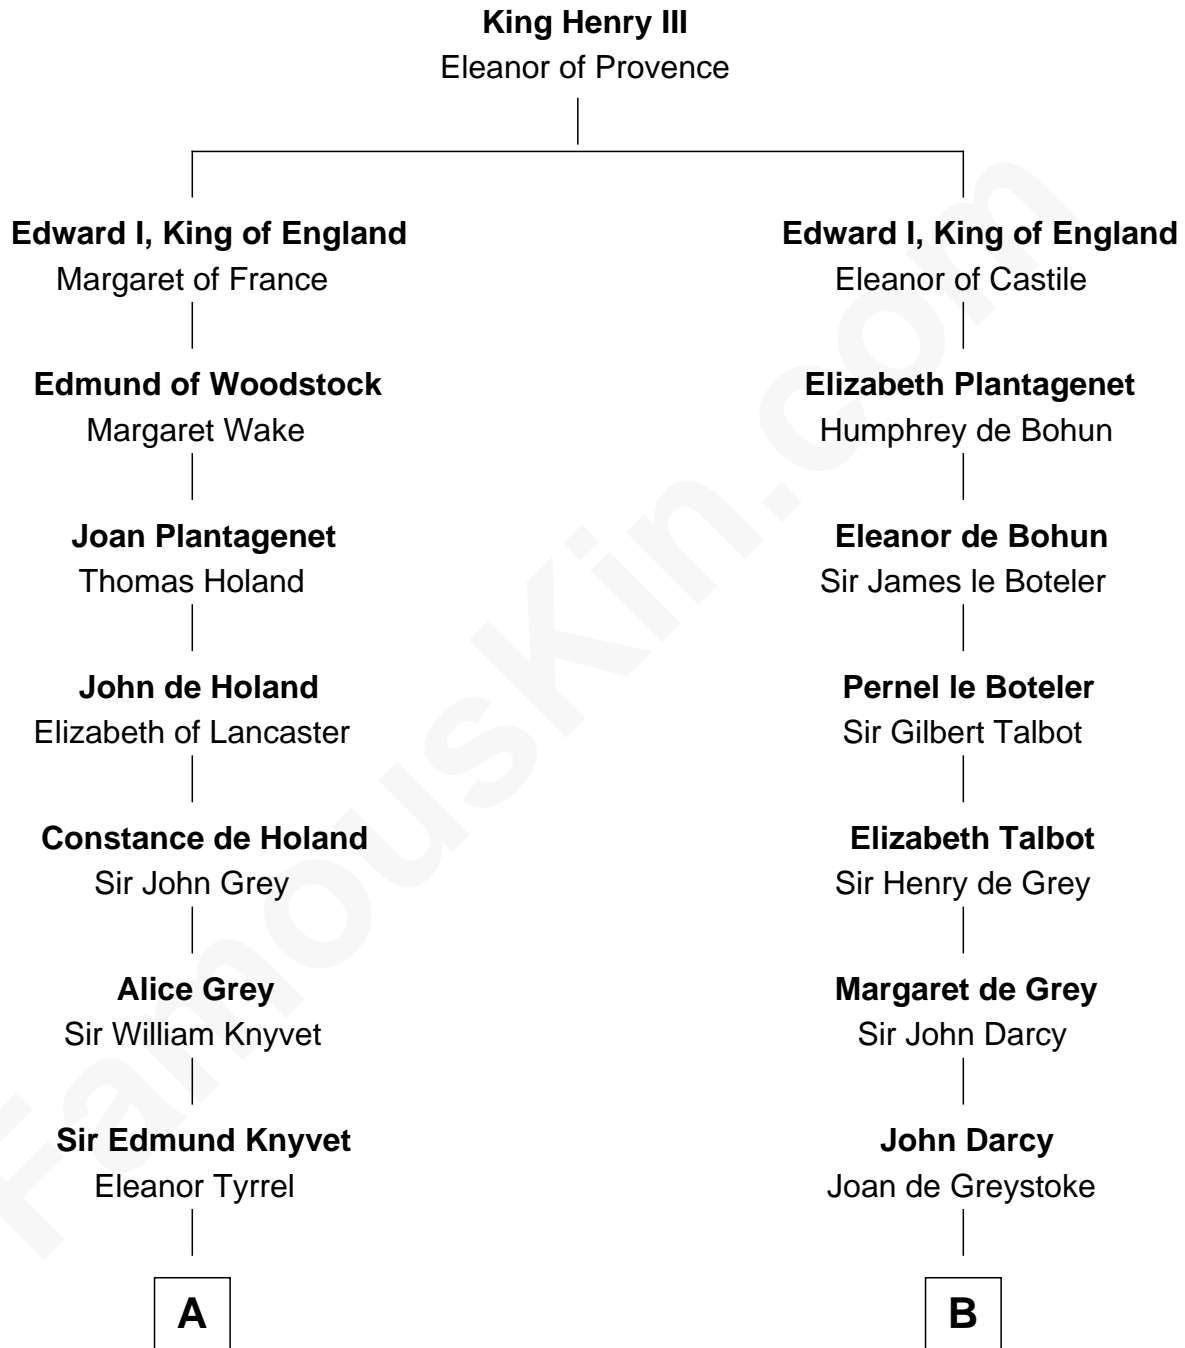 King Henry III
Eleanor of Provence
Edward I, King of England
Margaret of France
Edmund of Woodstock
Margaret Wake
Joan Plantagenet
Thomas Holand
John de Holand
Elizabeth of Lancaster
Constance de Holand
Sir John Grey
Alice Grey
Sir William Knyvet
Sir Edmund Knyvet
Eleanor Tyrrel
A
Edward I, King of England
Eleanor of Castile
Elizabeth Plantagenet
Humphrey de Bohun
Eleanor de Bohun
Sir James le Boteler
Pernel le Boteler
Sir Gilbert Talbot
Elizabeth Talbot
Sir Henry de Grey
Margaret de Grey
Sir John Darcy
John Darcy
Joan de Greystoke
B
FamousKin.com